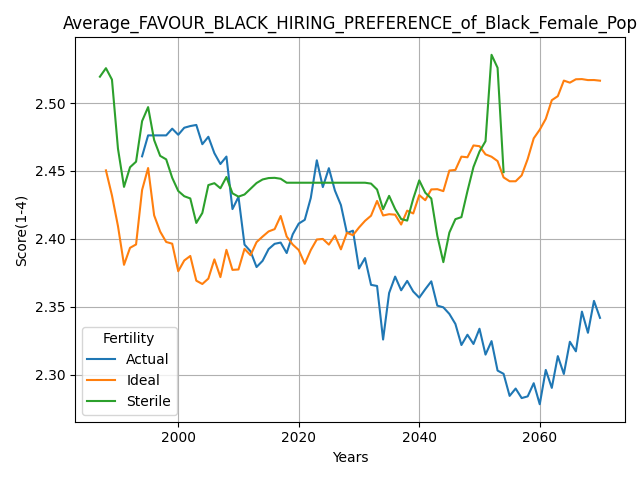 Average_FAVOUR_BLACK_HIRING_PREFERENCE_of_Black_Female_Pop
Score(1-4)
2.50
2.45
2.40
2.35
2.30
Fertility
Actual
Ideal
Sterile
2000
2020
2040
2060
Years